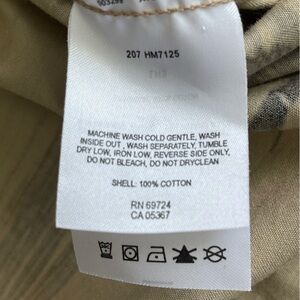 207 HM7125
MACHINE WASH COLD GENTLE, WASH
INSIDE OUT, WASH SEPARATELY, TUMBLE
DRY LOW, IRON LOW, REVERSE SIDE ONLY,
DO NOT BLEACH, DO NOT DRYCLEAN
SHELL: 100% COTTON
RN 69724
CA 05367